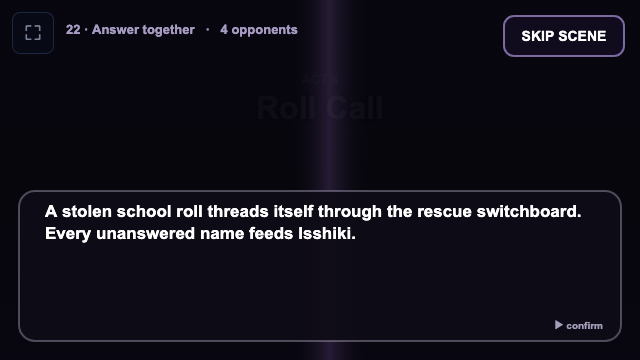 22 · Answer together · 4 opponents
SKIP SCENE
Roll Call
A stolen school roll threads itself through the rescue switchboard.
Every unanswered name feeds Isshiki.
▶ confirm